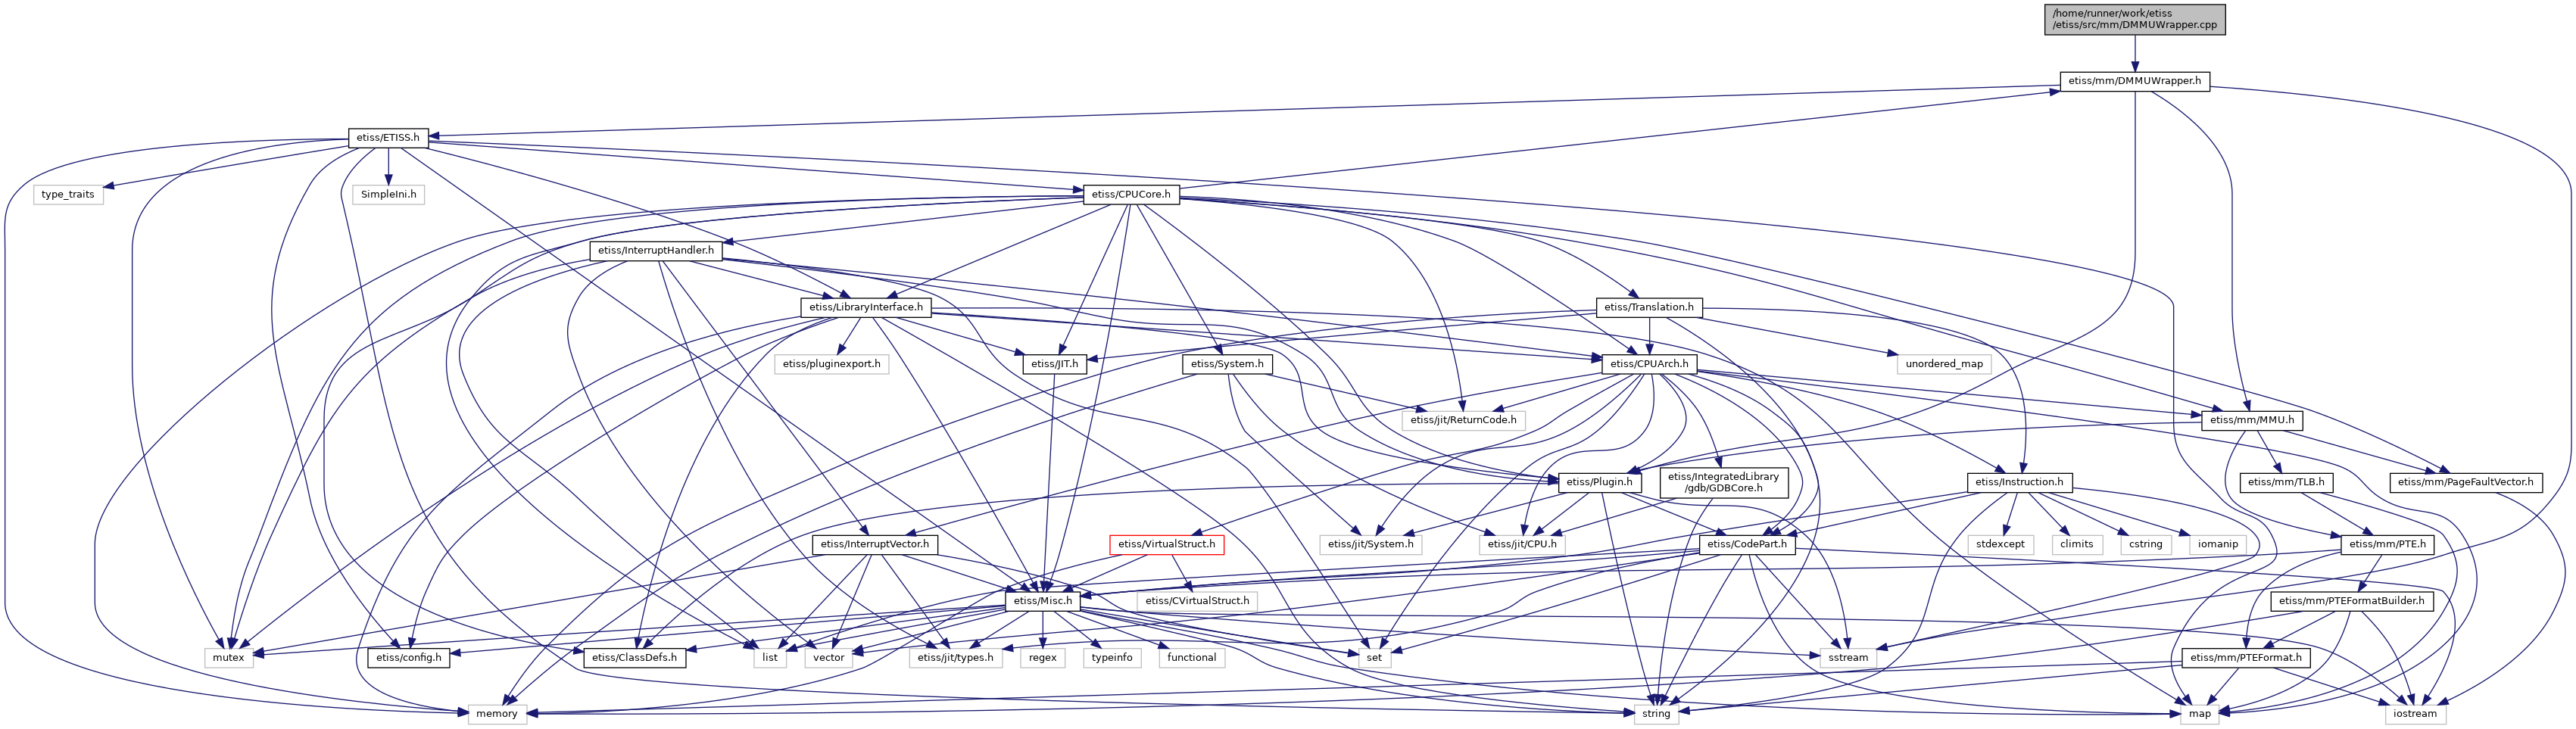 /home/runner/work/etiss
/etiss/src/mm/DMMUWrapper.cpp
etiss/mm/DMMUWrapper.h
etiss/ETISS.h
type_traits
SimpleIni.h
etiss/CPUCore.h
etiss/InterruptHandler.h
etiss/LibraryInterface.h
etiss/Translation.h
etiss/pluginexport.h
etiss/JIT.h
etiss/System.h
etiss/CPUArch.h
unordered_map
etiss/jit/ReturnCode.h
etiss/mm/MMU.h
etiss/Plugin.h
etiss/IntegratedLibrary
/gdb/GDBCore.h
etiss/Instruction.h
etiss/mm/TLB.h
etiss/mm/PageFaultVector.h
etiss/InterruptVector.h
etiss/VirtualStruct.h
etiss/jit/System.h
etiss/jit/CPU.h
etiss/CodePart.h
stdexcept
climits
cstring
iomanip
etiss/mm/PTE.h
etiss/Misc.h
etiss/CVirtualStruct.h
etiss/mm/PTEFormatBuilder.h
mutex
etiss/config.h
etiss/ClassDefs.h
list
vector
etiss/jit/types.h
regex
typeinfo
functional
set
sstream
etiss/mm/PTEFormat.h
memory
string
map
iostream